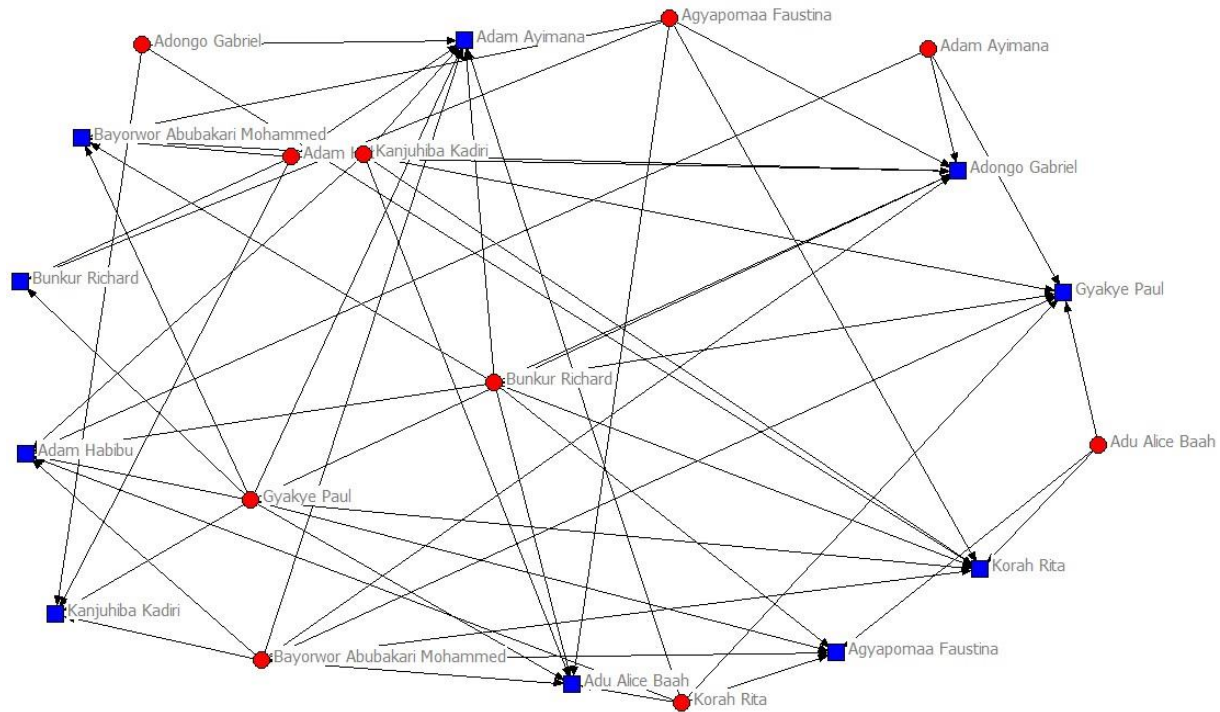 Adongo Gabriel
Adam Ayimana
Agyapomaa Faustina
Adam Ayimana
Bayorwor Abubakari Mohammed
Adam
Kanjuhiba Kadiri
Adongo Gabriel
Bunkur Richard
Gyakye Paul
Bunkur Richard
Adam Habibu
Adu Alice Baah
Gyakye Paul
Korah Rita
Kanjuhiba Kadiri
Bayorwor Abubakari Mohammed
Agyapomaa Faustina
Adu Alice Baah
Korah Rita